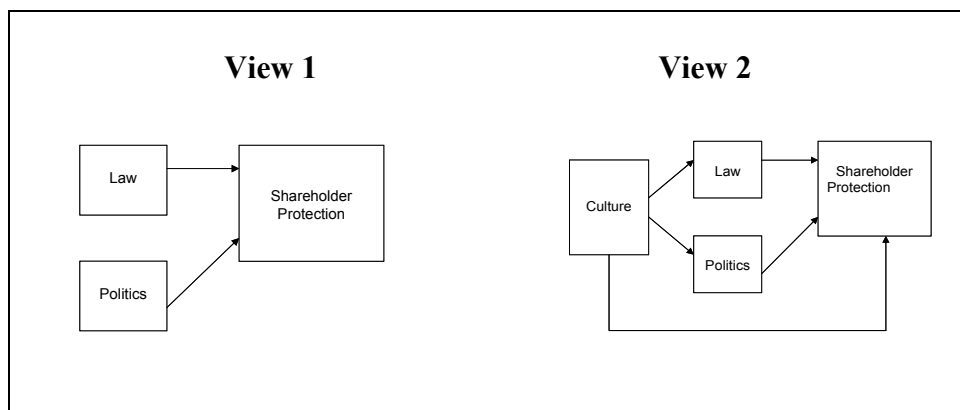 View 1
Law
Shareholder
Protection
Politics
View 2
Culture
Law
Shareholder
Protection
Politics